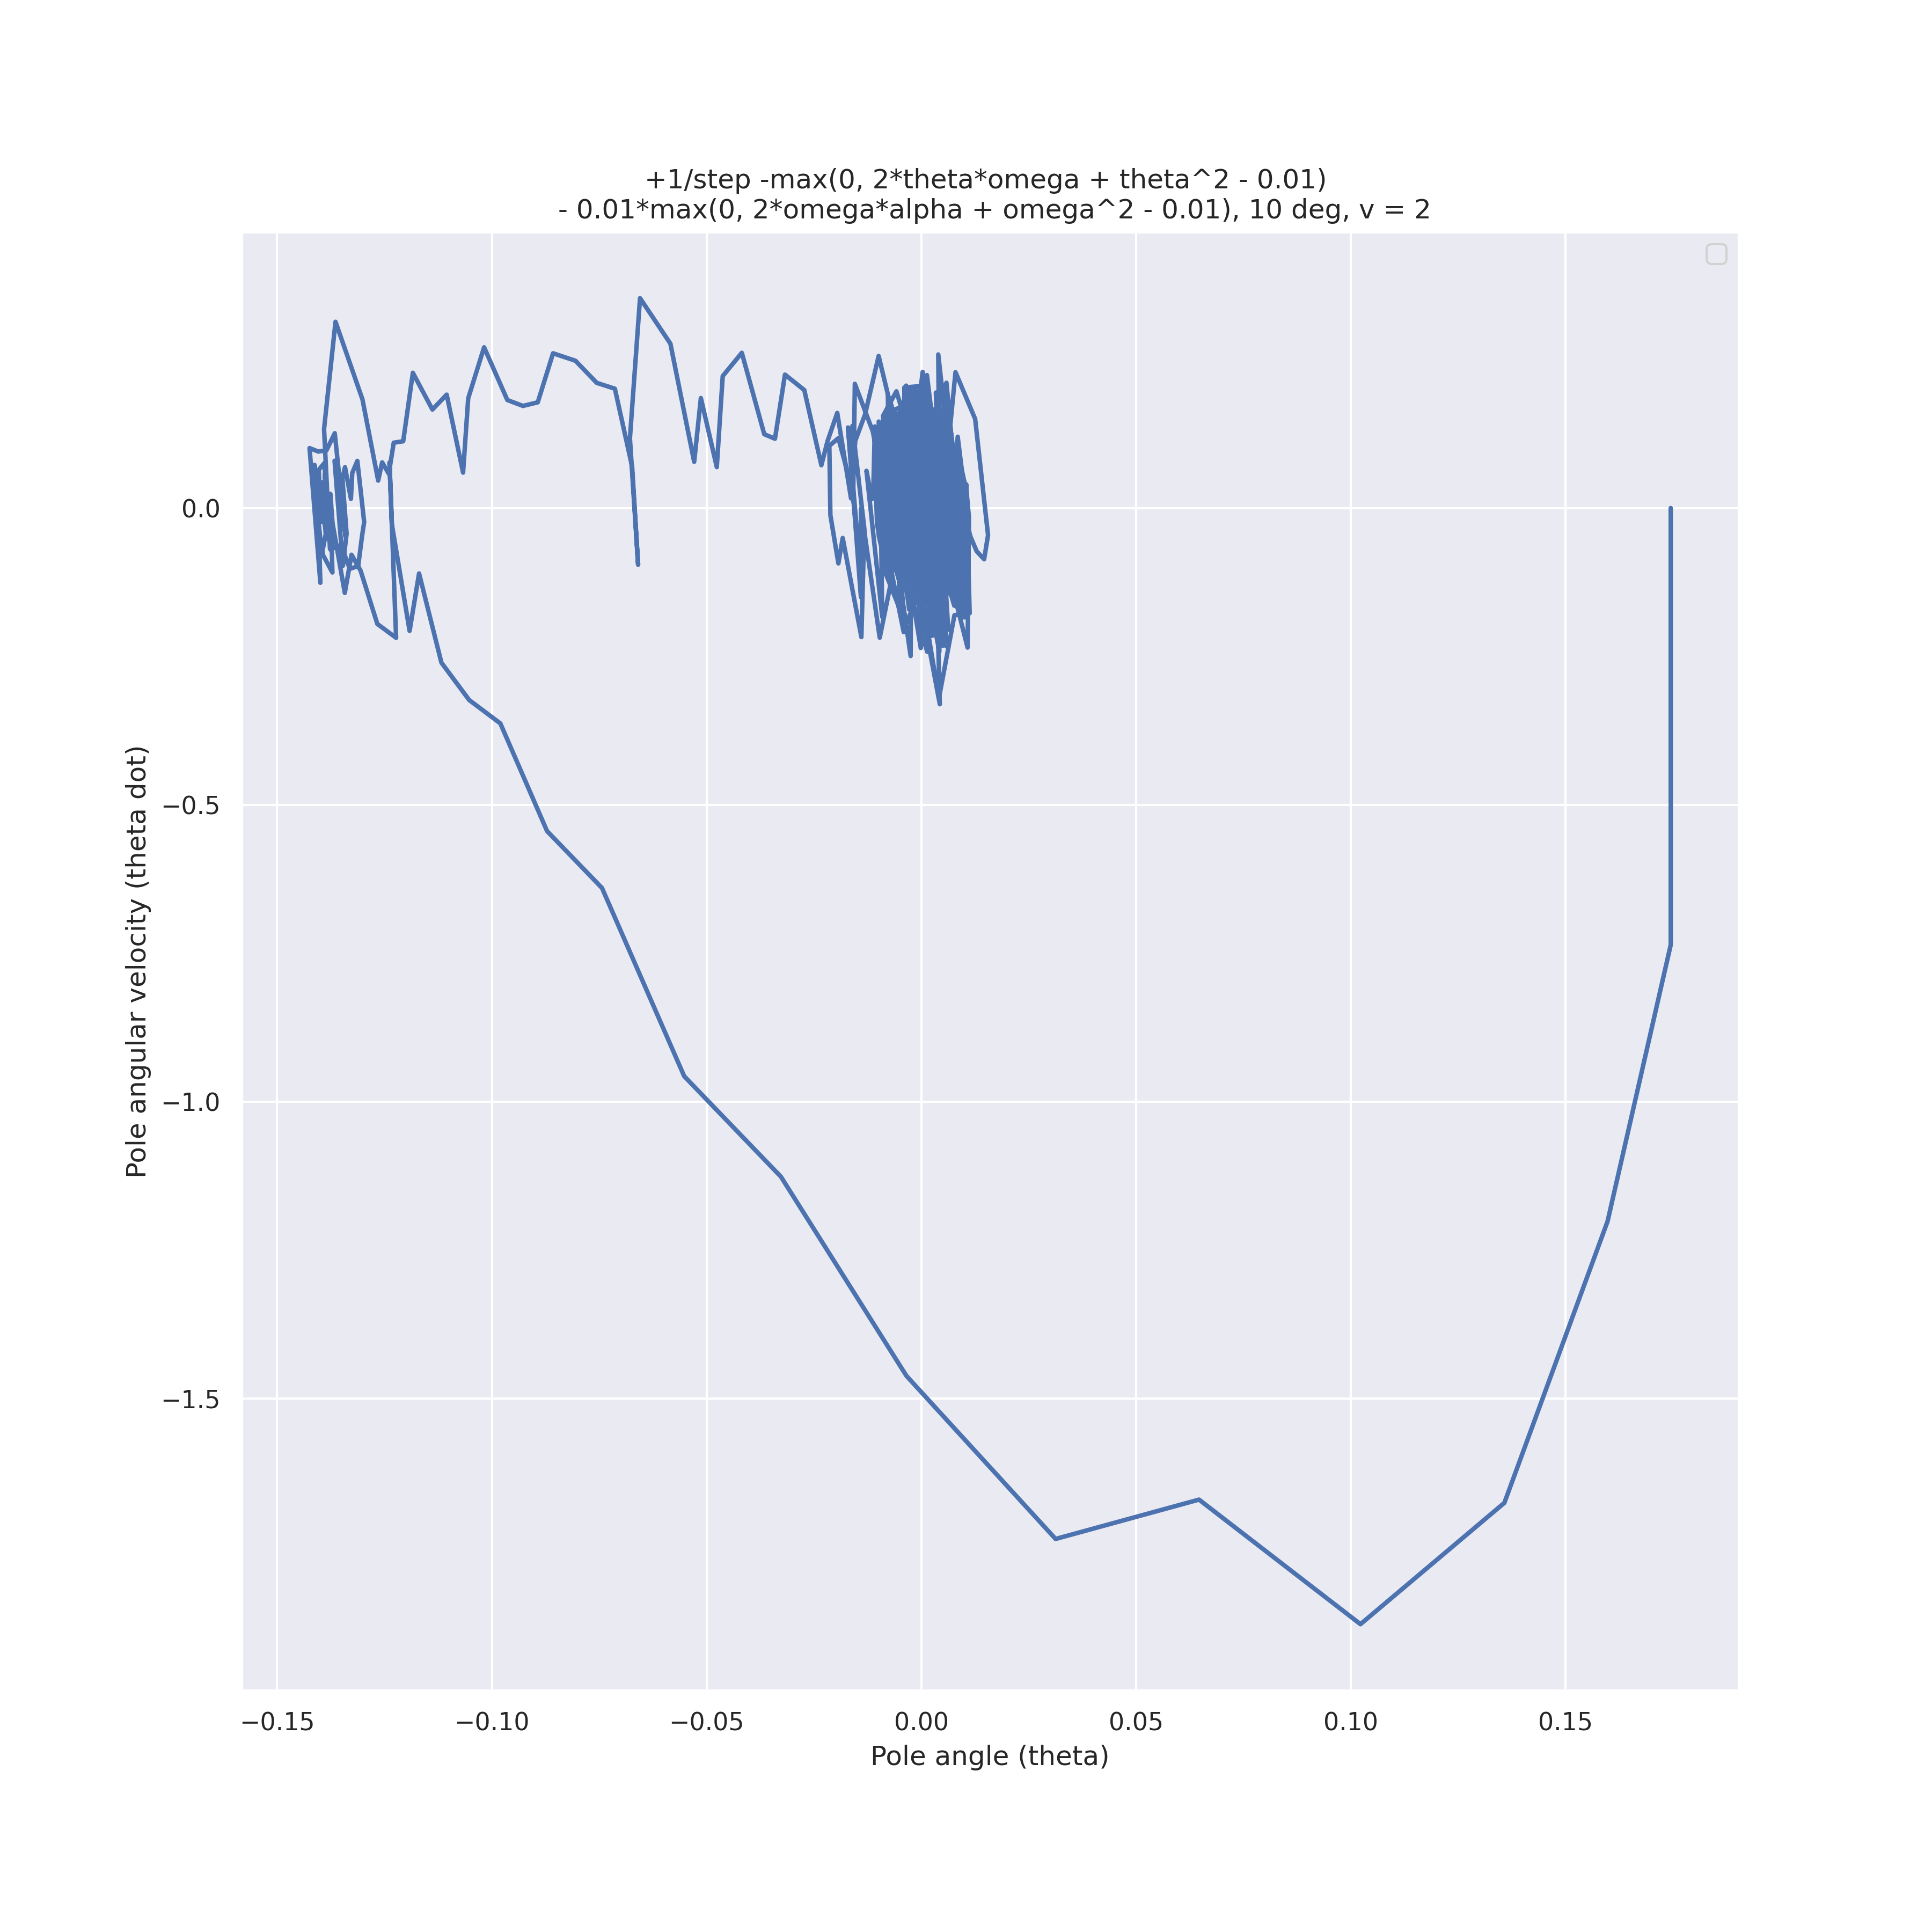 +1/step -max(0, 2*theta*omega + theta^2 - 0.01)
- 0.01*max(0, 2*omega*alpha + omega^2 - 0.01), 10 deg, v = 2
0.0
−0.5
−1.0
−1.5
Pole angular velocity (theta dot)
−0.15 −0.10 −0.05 0.00 0.05 0.10 0.15
Pole angle (theta)